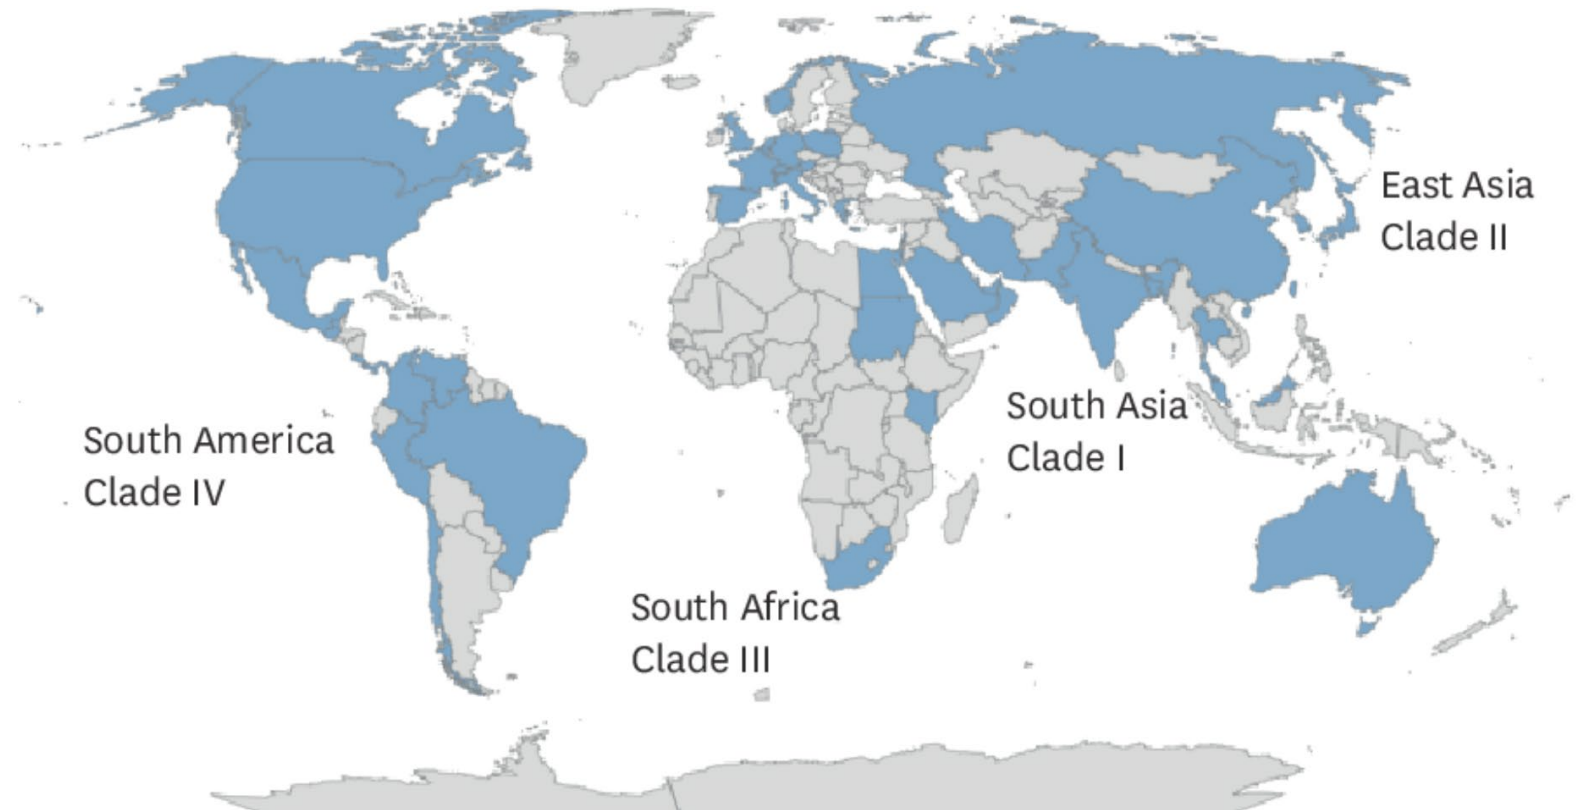 East Asia
Clade II
South Asia
Clade I
South America
Clade IV
South Africa
Clade III